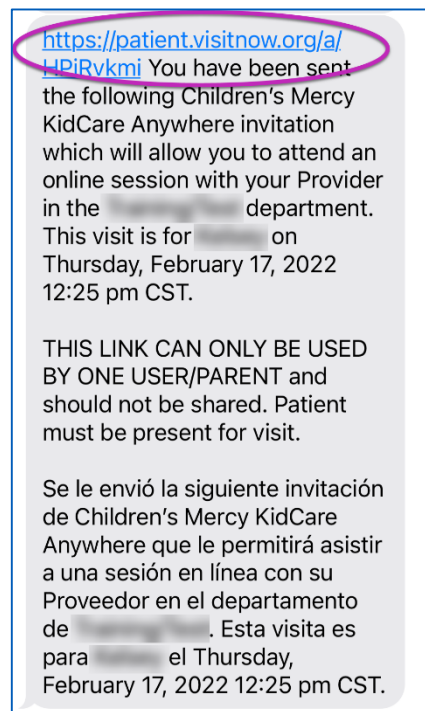 https://patient.visitnow.org/a/
HPiRvkmi You have been sent
the following Children's Mercy
KidCare Anywhere invitation
which will allow you to attend an
online session with your Provider
in the department.
This visit is for on
Thursday, February 17, 2022
12:25 pm CST.
THIS LINK CAN ONLY BE USED
BY ONE USER/PARENT and
should not be shared. Patient
must be present for visit.
Se le envió la siguiente invitación
de Children's Mercy KidCare
Anywhere que le permitirá asistir
a una sesión en línea con su
Proveedor en el departamento
de . Esta visita es
para el Thursday,
February 17, 2022 12:25 pm CST.